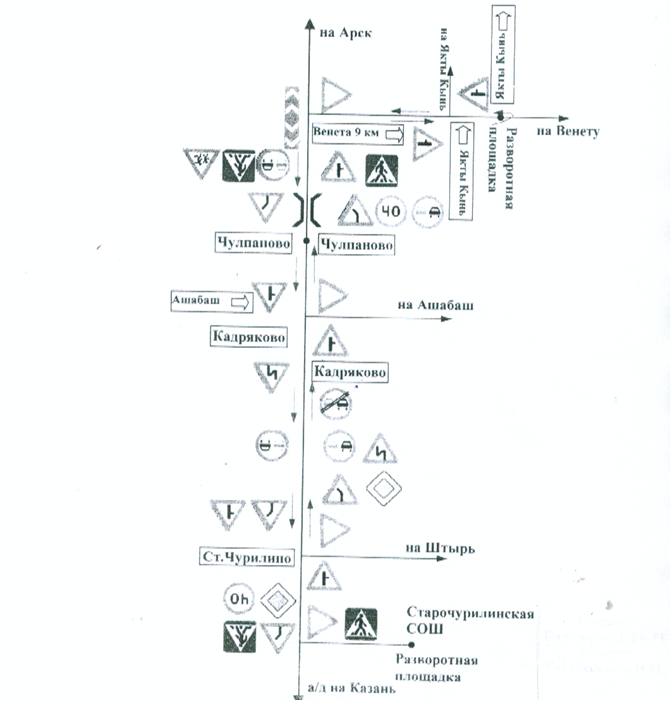 на Арск
на Якты Кынь
Якты Кынь
на Венету
Венета 9 км
Якты Кынь
Разворотная
площадка
40
Чулпаново
Чулпаново
Ашабаш
на Ашабаш
Кадряково
Кадряково
на Штырь
Ст.Чурилино
40
Старочурилинская
СОШ
Разворотная
площадка
а/д на Казань